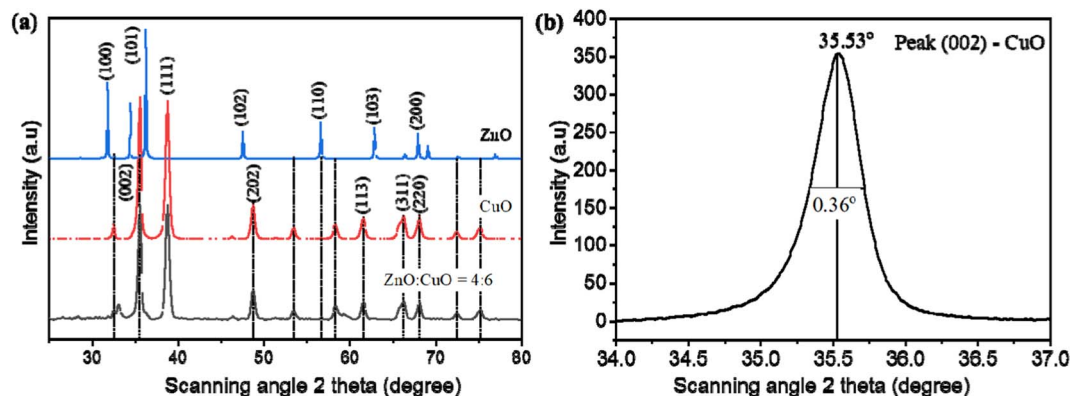 (a)
(100)
(101)
(111)
(102)
(110)
(103)
(200)
ZnO
(002)
(202)
(113)
(311)
(220)
CuO
ZnO:CuO = 4:6
Intensity (a.u)
30 40 50 60 70 80
Scanning angle 2 theta (degree)
(b)
35.53°
Peak (002) - CuO
0.36°
Intensity (a.u)
400
350
300
250
200
150
100
50
0
34.0 34.5 35.0 35.5 36.0 36.5 37.0
Scanning angle 2 theta (degree)